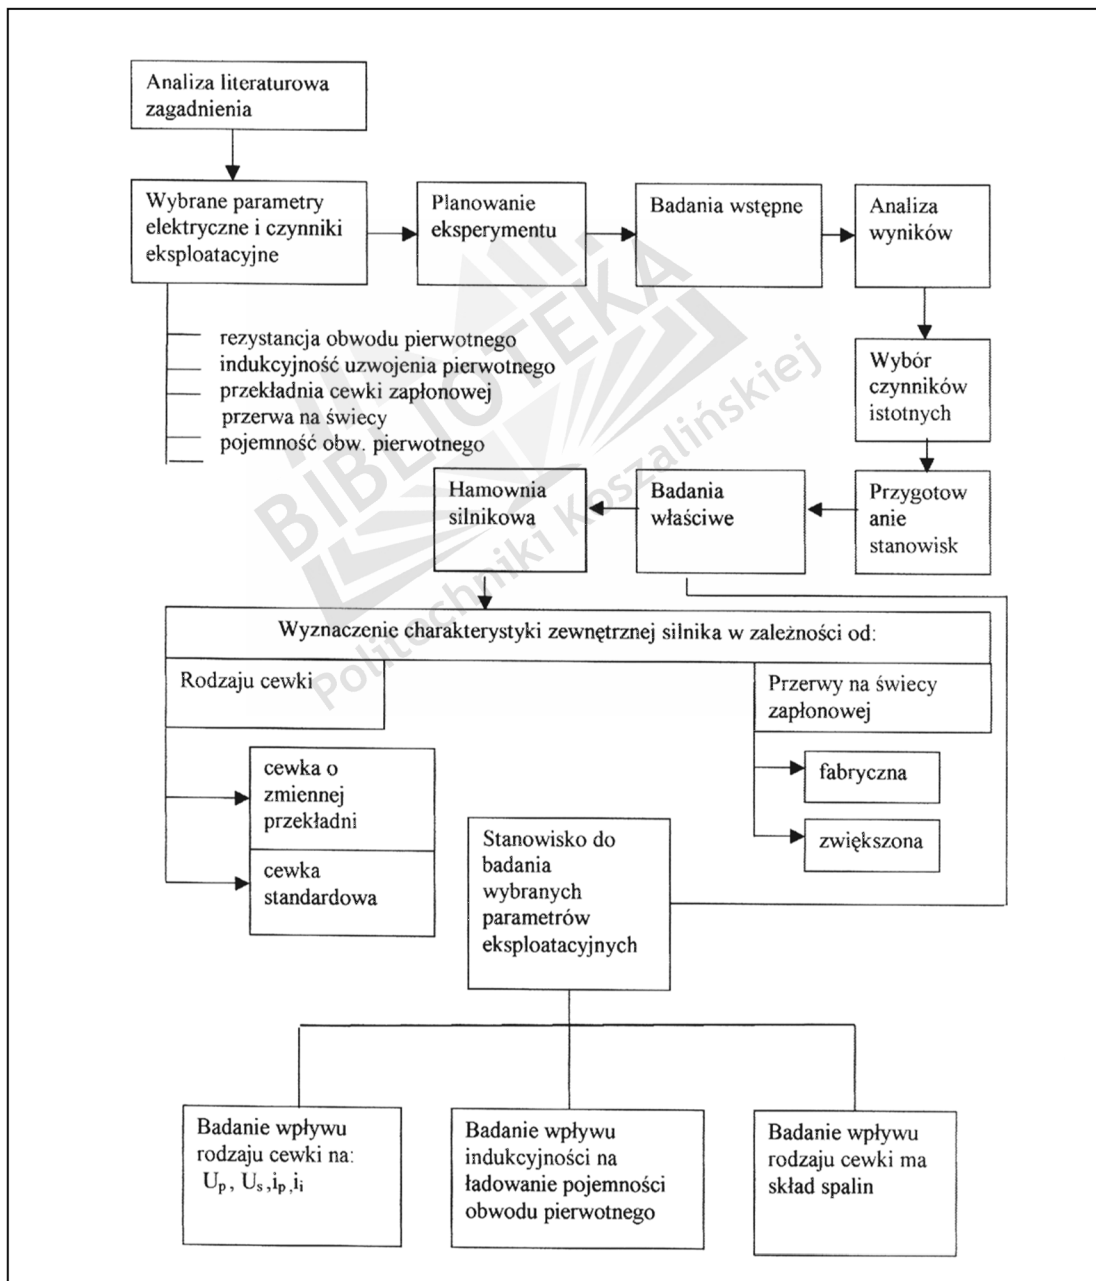 Analiza literaturowa
zagadnienia
Wybrane parametry
elektryczne i czynniki
eksploatacyjne
Planowanie
eksperymentu
Badania wstępne
Analiza
wyników
rezystancja obwodu pierwotnego
indukcyjność uzwojenia pierwotnego
przekładnia cewki zapłonowej
przerwa na świecy
pojemność obw. pierwotnego
Wybór
czynników
istotnych
Hamownia
silnikowa
Badania
właściwe
Przygotow
anie
stanowisk
Wyznaczenie charakterystyki zewnętrznej silnika w zależności od:
Rodzaju cewki
Przerwy na świecy
zapłonowej
cewka o
zmiennej
przekładni
cewka
standardowa
fabryczna
zwiększona
Stanowisko do
badania
wybranych
parametrów
eksploatacyjnych
Badanie wpływu
rodzaju cewki na:
Up, Us,ip,ii
Badanie wpływu
indukcyjności na
ładowanie pojemności
obwodu pierwotnego
Badanie wpływu
rodzaju cewki ma
skład spalin
BIBLIOTEKA
Politechniki Koszalińskiej